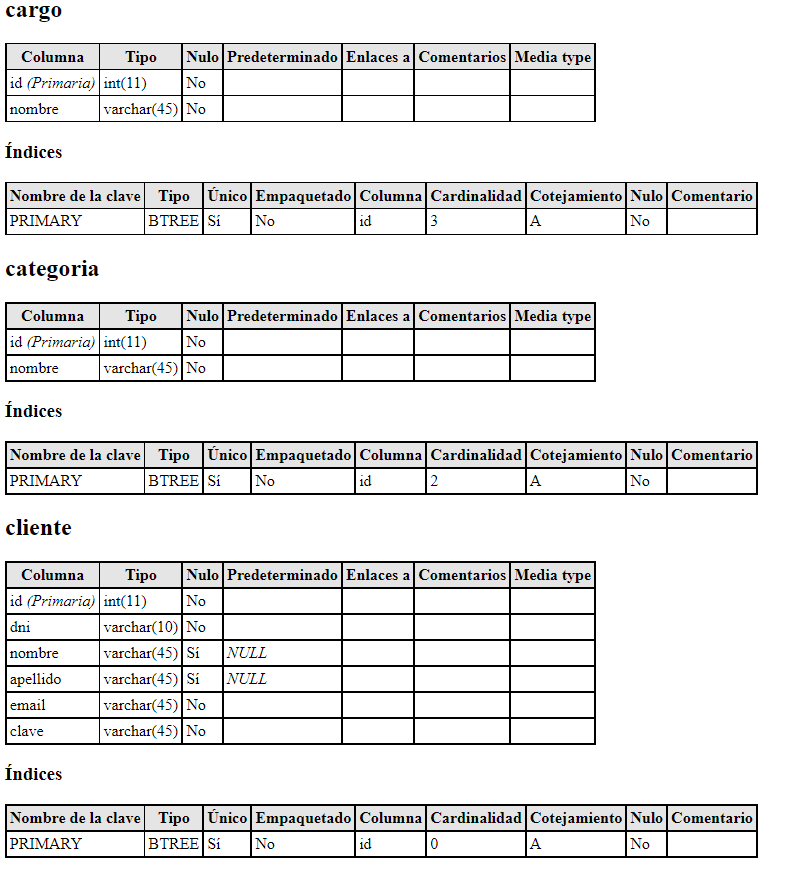 cargo
Columna Tipo Nulo Predeterminado Enlaces a Comentarios Media type
id (Primaria) int(11) No
nombre varchar(45) No
Índices
Nombre de la clave Tipo Único Empaquetado Columna Cardinalidad Cotejamiento Nulo Comentario
PRIMARY BTREE Sí No id 3 A No
categoria
Columna Tipo Nulo Predeterminado Enlaces a Comentarios Media type
id (Primaria) int(11) No
nombre varchar(45) No
Índices
Nombre de la clave Tipo Único Empaquetado Columna Cardinalidad Cotejamiento Nulo Comentario
PRIMARY BTREE Sí No id 2 A No
cliente
Columna Tipo Nulo Predeterminado Enlaces a Comentarios Media type
id (Primaria) int(11) No
dni varchar(10) No
nombre varchar(45) Sí NULL
apellido varchar(45) Sí NULL
email varchar(45) No
clave varchar(45) No
Índices
Nombre de la clave Tipo Único Empaquetado Columna Cardinalidad Cotejamiento Nulo Comentario
PRIMARY BTREE Sí No id 0 A No